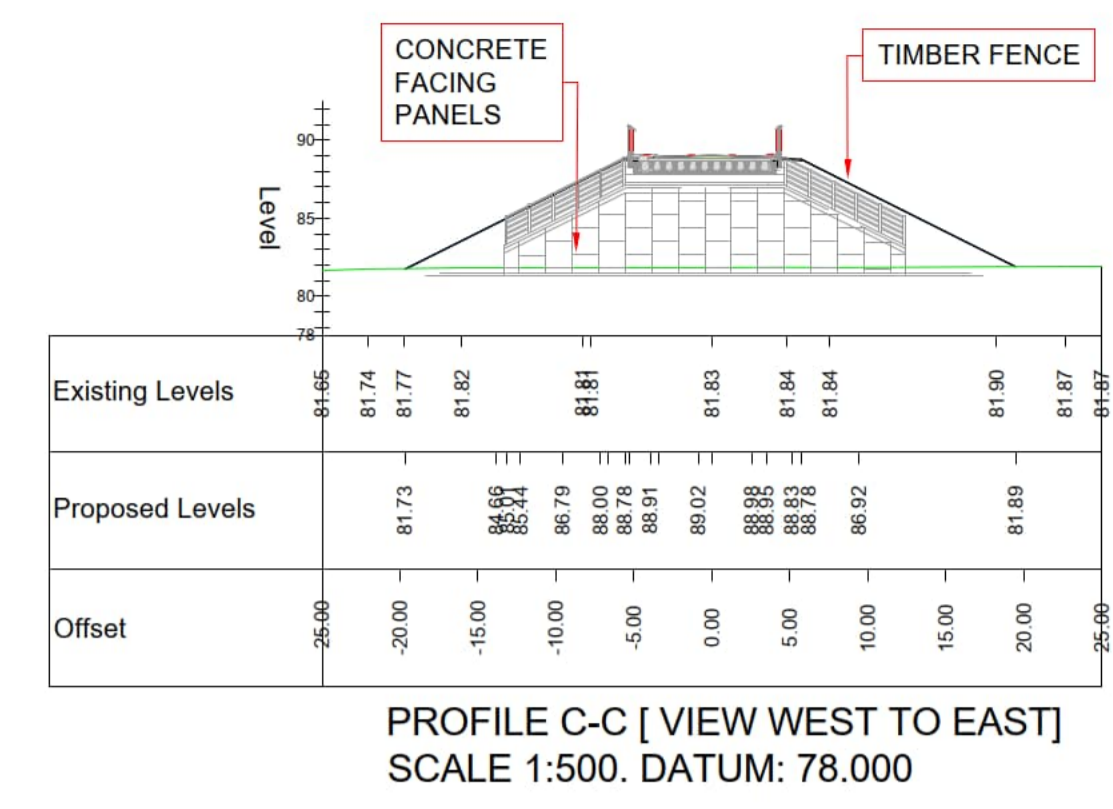 CONCRETE
FACING
PANELS
TIMBER FENCE
Level
90
85
80
78
Existing Levels
81.65 81.74 81.77 81.82 81.81 81.81 81.83 81.84 81.84 81.90 81.87 81.87
Proposed Levels
81.73 84.66 85.01 85.44 86.79 88.00 88.78 88.91 89.02 88.98 88.95 88.83 88.78 86.92 81.89
Offset
25.00 -20.00 -15.00 -10.00 -5.00 0.00 5.00 10.00 15.00 20.00 25.00
PROFILE C-C [ VIEW WEST TO EAST]
SCALE 1:500. DATUM: 78.000